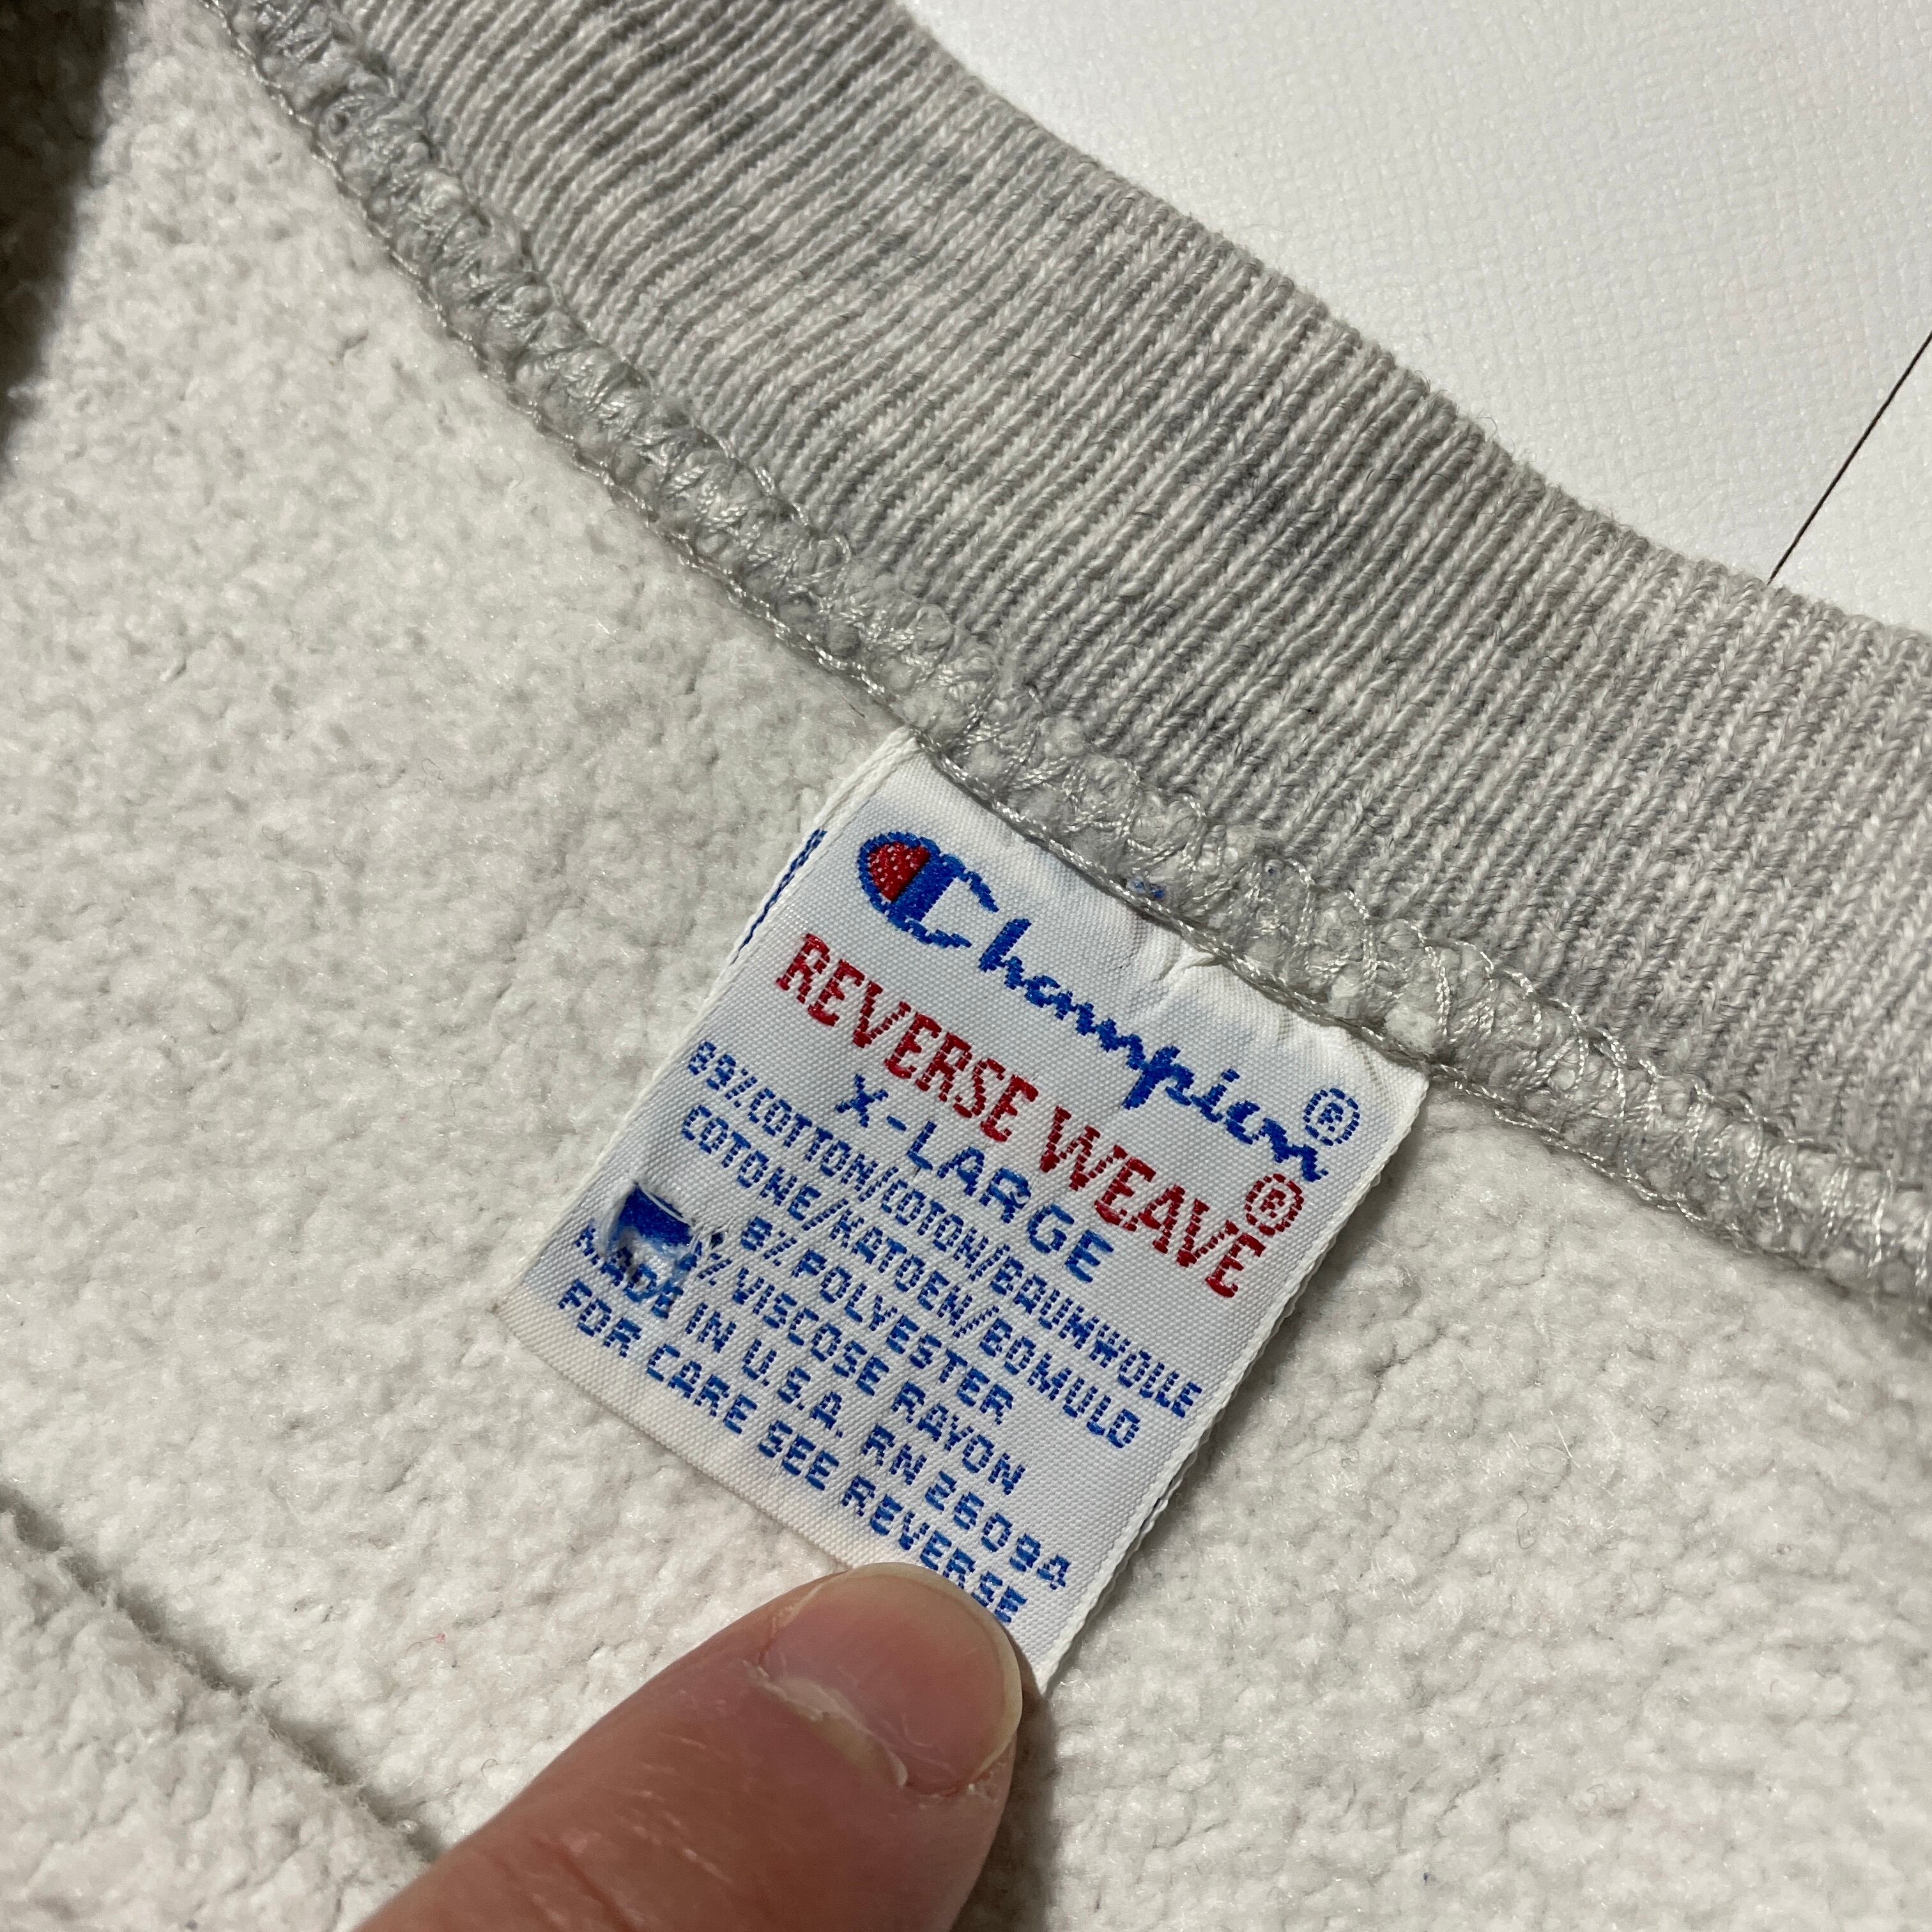 Champion®
REVERSE WEAVE®
X-LARGE
89%COTTON/COTON/BAUMWOLLE
COTONE/KATOEN/BOMULD
8%POLYESTER
%VISCOSE RAYON
MADE IN U.S.A. RN 26094
FOR CARE SEE REVERSE